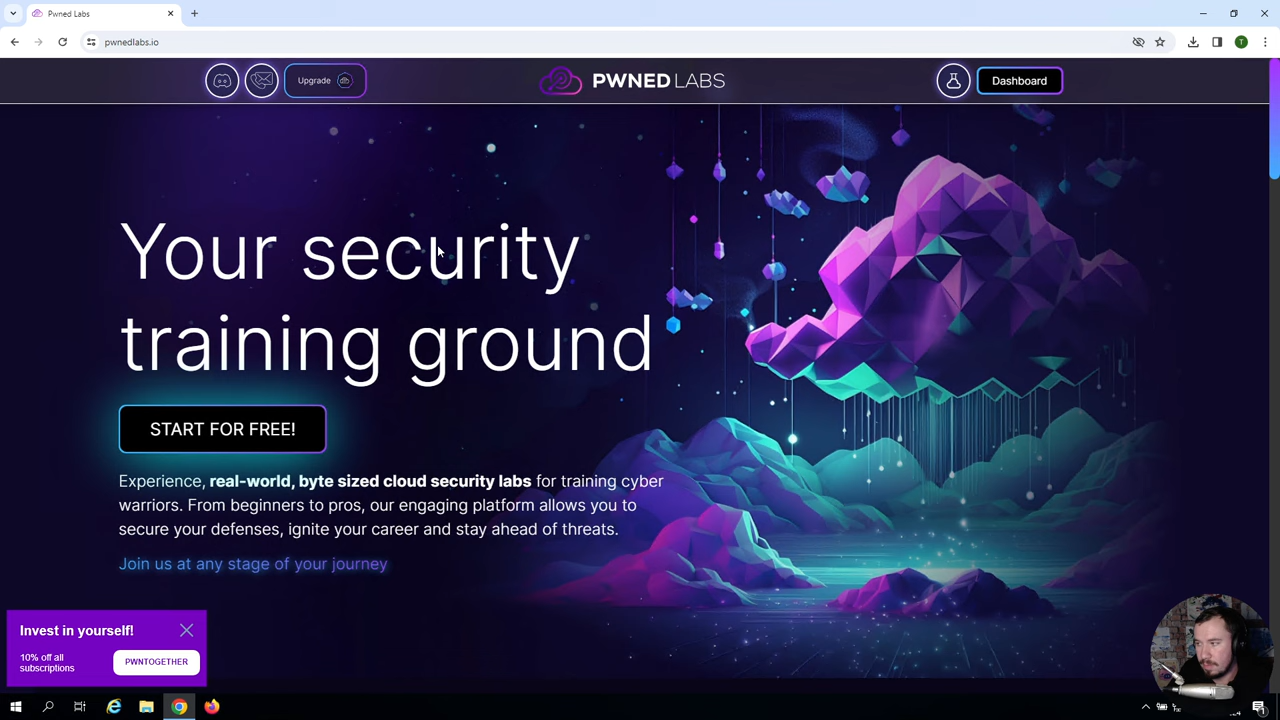 Pwned Labs
pwnedlabs.io
T
Upgrade
PWNED LABS
Dashboard
Your security
training ground
START FOR FREE!
Experience, real-world, byte sized cloud security labs for training cyber
warriors. From beginners to pros, our engaging platform allows you to
secure your defenses, ignite your career and stay ahead of threats.
Join us at any stage of your journey
Invest in yourself!
10% off all
subscriptions
PWNTOGETHER